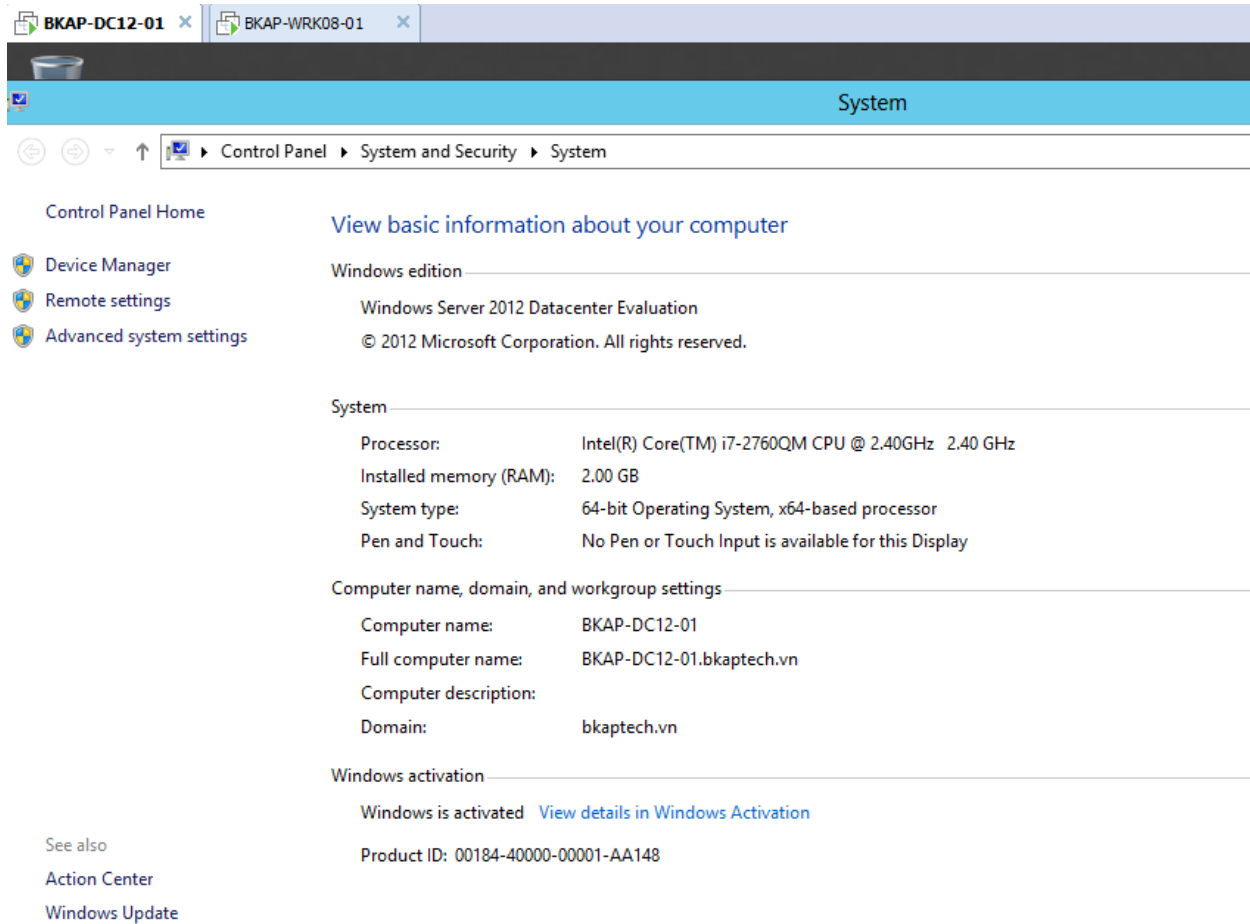 BKAP-DC12-01 × BKAP-WRK08-01 ×
System
Control Panel ▸ System and Security ▸ System
Control Panel Home
Device Manager
Remote settings
Advanced system settings
View basic information about your computer
Windows edition
Windows Server 2012 Datacenter Evaluation
© 2012 Microsoft Corporation. All rights reserved.
System
Processor: Intel(R) Core(TM) i7-2760QM CPU @ 2.40GHz 2.40 GHz
Installed memory (RAM): 2.00 GB
System type: 64-bit Operating System, x64-based processor
Pen and Touch: No Pen or Touch Input is available for this Display
Computer name, domain, and workgroup settings
Computer name: BKAP-DC12-01
Full computer name: BKAP-DC12-01.bkaptech.vn
Computer description:
Domain: bkaptech.vn
Windows activation
Windows is activated View details in Windows Activation
Product ID: 00184-40000-00001-AA148
See also
Action Center
Windows Update